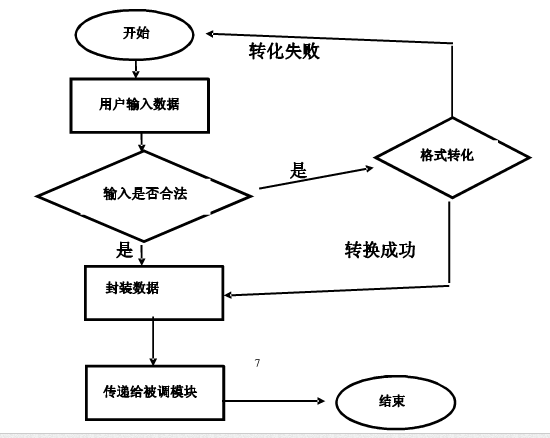 开始
转化失败
用户输入数据
格式转化
输入是否合法
是
是
转换成功
封装数据
7
传递给被调模块
结束